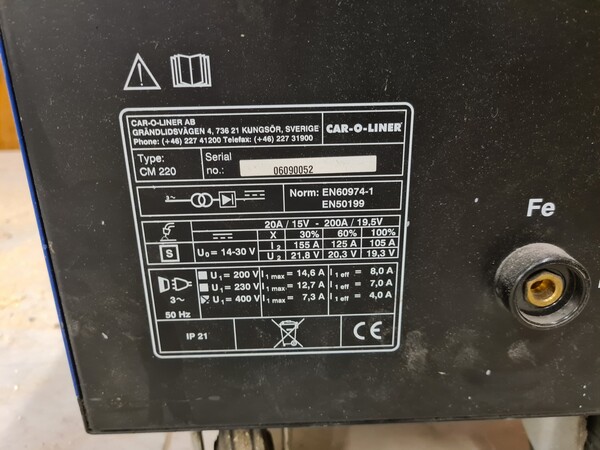 CAR-O-LINER AB
GRÄNDLIDSVÄGEN 4, 736 21 KUNGSÖR, SVERIGE
Phone: (+46) 227 41200 Telefax: (+46) 227 31900
CAR-O-LINER
Type:
CM 220
Serial
no.:
06090052
3~
Norm: EN60974-1
EN50199
20A / 15V - 200A / 19,5V
X 30% 60% 100%
S
U0= 14-30 V
I 2 155 A 125 A 105 A
U 2 21,8 V 20,3 V 19,3 V
3~
50 Hz
U1= 200 V I1 max = 14,6 A I1 eff = 8,0 A
U1= 230 V I1 max = 12,7 A I1 eff = 7,0 A
U1= 400 V I1 max = 7,3 A I1 eff = 4,0 A
IP 21
CE
Fe